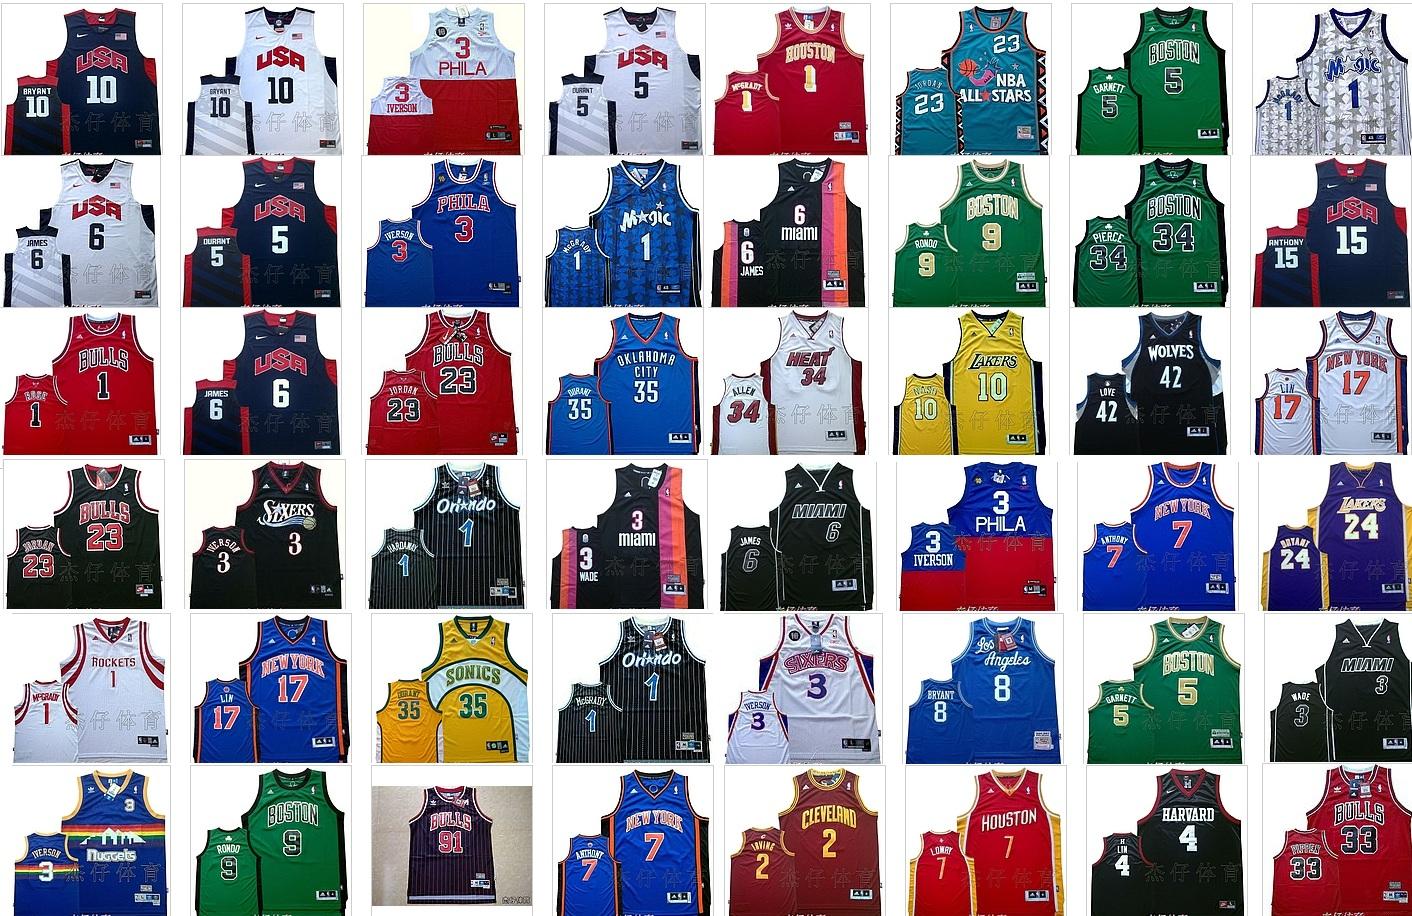 USA
10
BRYANT
10
USA
10
BRYANT
10
3
PHILA
3
IVERSON
USA
5
DURANT
5
HOUSTON
1
McGRADY
1
23
NBA
ALL★STARS
JORDAN
23
BOSTON
5
GARNETT
5
Magic
1
McGRADY
1
USA
6
JAMES
6
USA
5
DURANT
5
PHILA
3
IVERSON
3
Magic
1
McGRADY
1
6
miami
6
JAMES
BOSTON
9
RONDO
9
BOSTON
34
PIERCE
34
USA
15
ANTHONY
15
BULLS
1
ROSE
1
USA
6
JAMES
6
BULLS
23
JORDAN
23
OKLAHOMA
CITY
35
DURANT
35
HEAT
34
ALLEN
34
LAKERS
10
10
WOLVES
42
LOVE
42
NEW YORK
17
LIN
17
BULLS
23
JORDAN
23
SIXERS
3
IVERSON
3
Orlando
1
HARDAWAY
1
3
miami
3
WADE
MIAMI
6
JAMES
6
3
PHILA
3
IVERSON
NEW YORK
7
ANTHONY
7
LAKERS
24
BRYANT
24
ROCKETS
1
McGRADY
1
NEW YORK
17
LIN
17
SONICS
35
DURANT
35
Orlando
1
McGRADY
1
SIXERS
3
IVERSON
3
Los
Angeles
8
BRYANT
8
BOSTON
5
GARNETT
5
MIAMI
3
WADE
3
3
Nuggets
IVERSON
3
BOSTON
9
RONDO
9
BULLS
91
NEW YORK
7
ANTHONY
7
CLEVELAND
2
IRVING
2
HOUSTON
7
LOWRY
7
HARVARD
4
LIN
4
BULLS
33
PIPPEN
33
杰仔体育